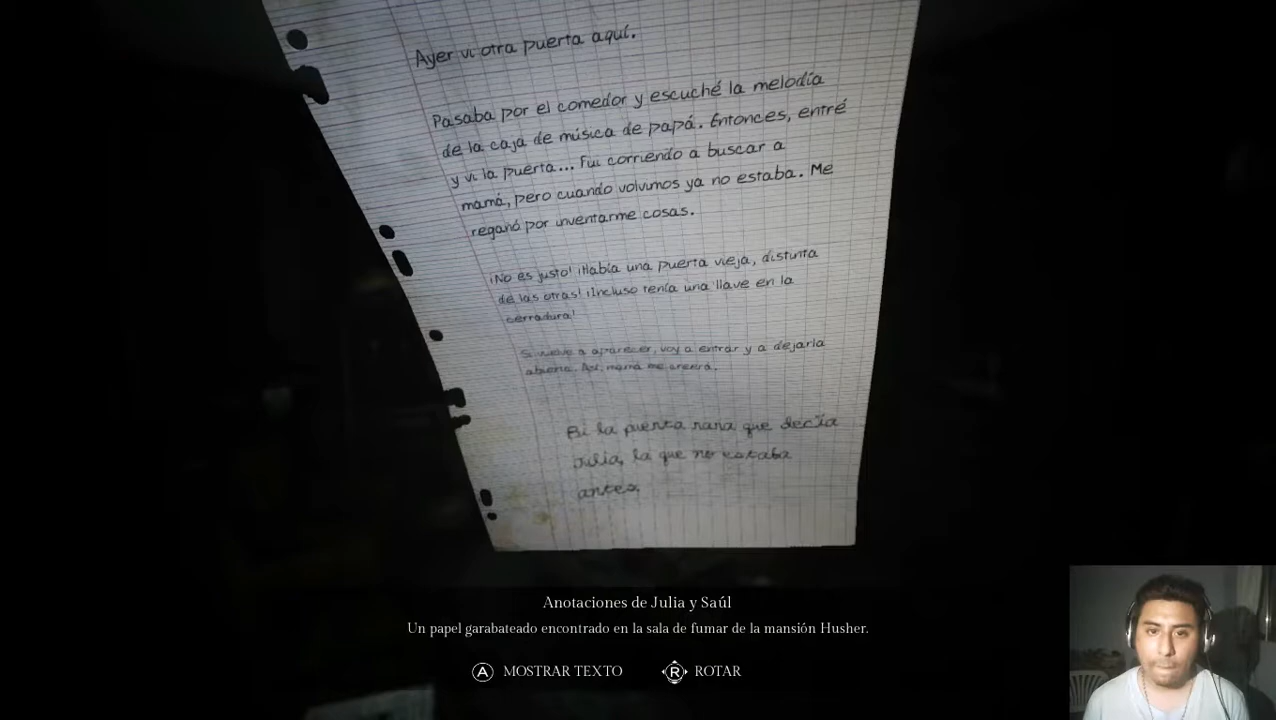 Ayer vi otra puerta aquí.
Pasaba por el comedor y escuché la melodía
de la caja de música de papá. Entonces, entré
y vi la puerta... Fui corriendo a buscar a
mamá, pero cuando volvimos ya no estaba. Me
regañó por inventarme cosas.
¡No es justo! ¡Había una puerta vieja, distinta
de las otras! ¡Incluso tenía una llave en la
cerradura!
Si vuelve a aparecer, voy a entrar y a dejarla
abierta. Así, mamá me creerá.
Bi la puerta rara que decía
Julia, la que no estaba
antes.
Anotaciones de Julia y Saúl
Un papel garabateado encontrado en la sala de fumar de la mansión Husher.
A MOSTRAR TEXTO R ROTAR